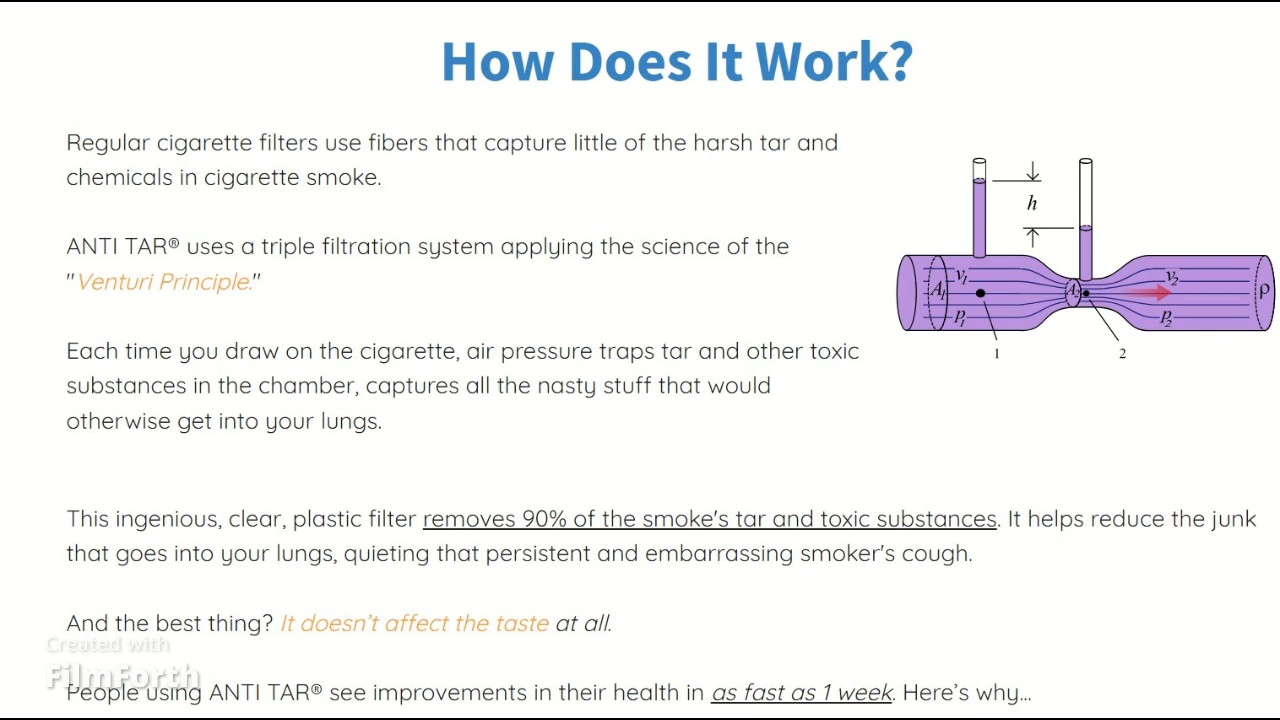 How Does It Work?
Regular cigarette filters use fibers that capture little of the harsh tar and
chemicals in cigarette smoke.
ANTI TAR® uses a triple filtration system applying the science of the
"Venturi Principle."
Each time you draw on the cigarette, air pressure traps tar and other toxic
substances in the chamber, captures all the nasty stuff that would
otherwise get into your lungs.
h
A₁
v₁
p₁
A₂
v₂
p₂
ρ
1
2
This ingenious, clear, plastic filter removes 90% of the smoke's tar and toxic substances. It helps reduce the junk
that goes into your lungs, quieting that persistent and embarrassing smoker's cough.
And the best thing? It doesn't affect the taste at all.
Created with
FilmForth
People using ANTI TAR® see improvements in their health in as fast as 1 week. Here's why...